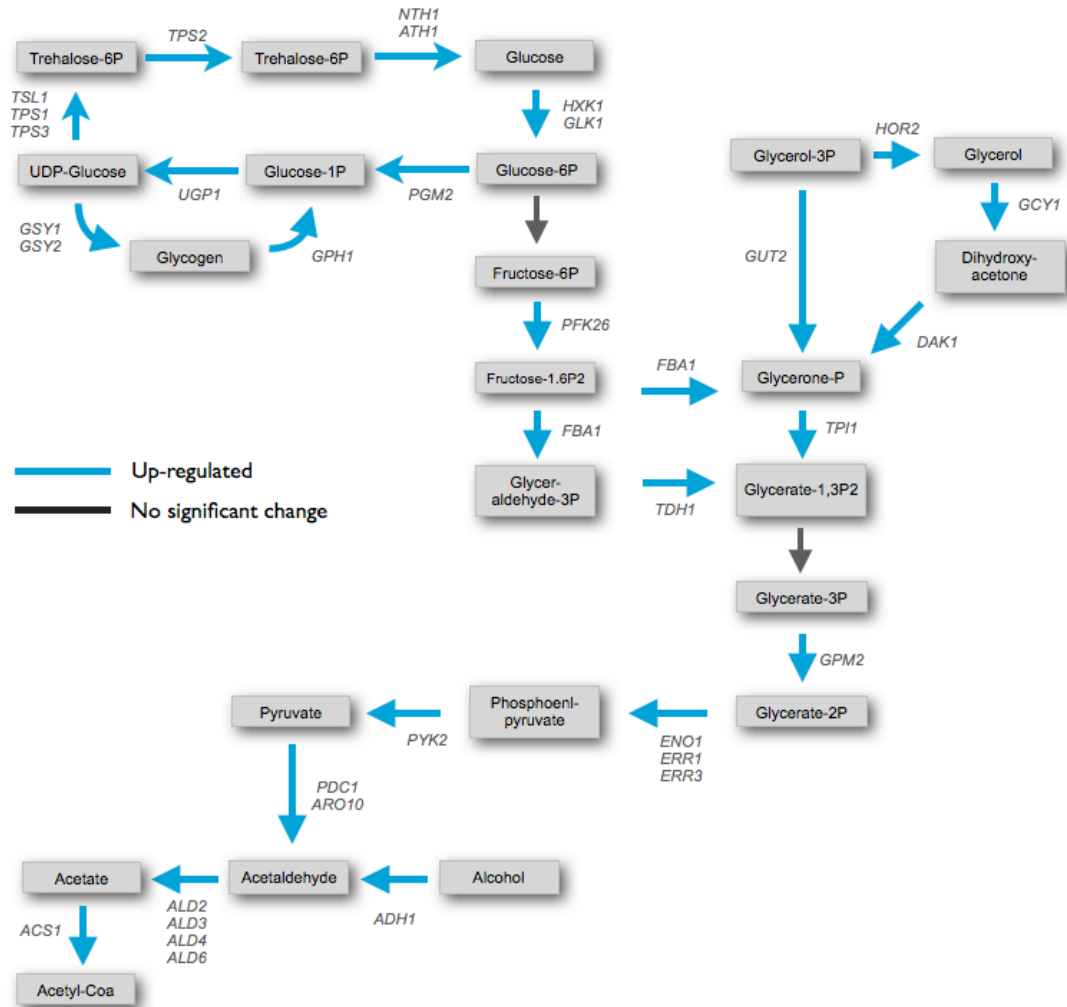 NTH1
ATH1
TPS2
Trehalose-6P
Trehalose-6P
Glucose
TSL1
TPS1
TPS3
HXK1
GLK1
HOR2
Glycerol-3P
Glycerol
UDP-Glucose
Glucose-1P
Glucose-6P
UGP1
PGM2
GCY1
GSY1
GSY2
Glycogen
GPH1
GUT2
Dihydroxy-
acetone
Fructose-6P
PFK26
DAK1
FBA1
Fructose-1.6P2
Glycerone-P
FBA1
TPI1
Up-regulated
Glycer-
aldehyde-3P
Glycerate-1,3P2
TDH1
No significant change
Glycerate-3P
GPM2
Pyruvate
Phosphoenl-
pyruvate
Glycerate-2P
PYK2
ENO1
ERR1
ERR3
PDC1
ARO10
Acetate
Acetaldehyde
Alcohol
ADH1
ALD2
ALD3
ALD4
ALD6
ACS1
Acetyl-Coa